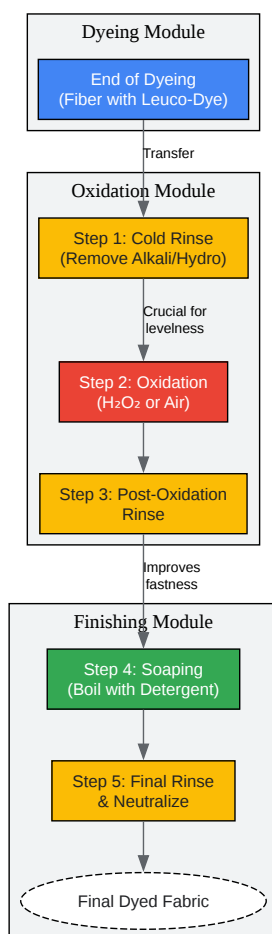 Dyeing Module
End of Dyeing
(Fiber with Leuco-Dye)
Transfer
Oxidation Module
Step 1: Cold Rinse
(Remove Alkali/Hydro)
Crucial for
levelness
Step 2: Oxidation
(H₂O₂ or Air)
Step 3: Post-Oxidation
Rinse
Improves
fastness
Finishing Module
Step 4: Soaping
(Boil with Detergent)
Step 5: Final Rinse
& Neutralize
Final Dyed Fabric